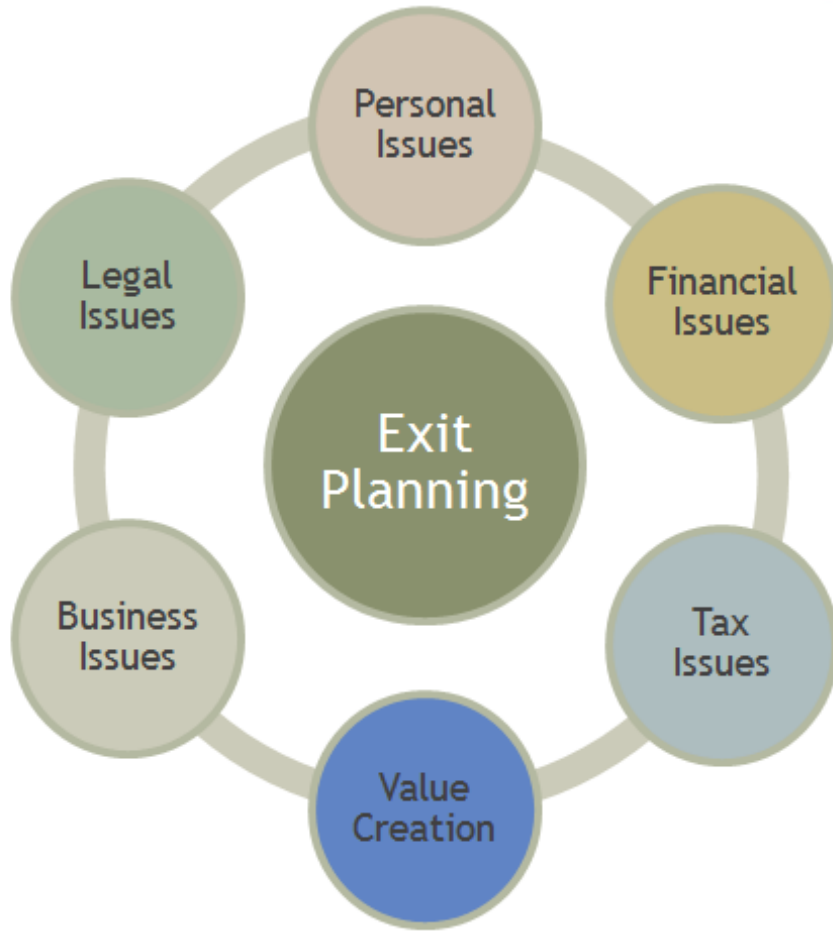 Personal
Issues
Financial
Issues
Tax
Issues
Value
Creation
Business
Issues
Legal
Issues
Exit
Planning